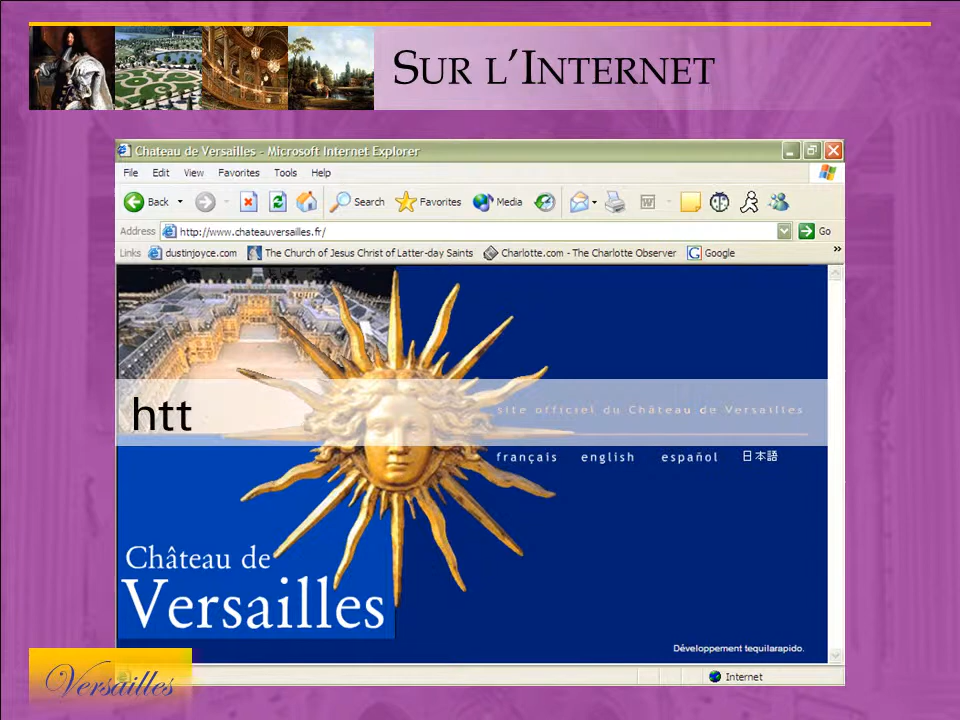 SUR L'INTERNET
Chateau de Versailles - Microsoft Internet Explorer
File Edit View Favorites Tools Help
Back Search Favorites Media
Address http://www.chateauversailles.fr/ Go
Links dustinjoyce.com The Church of Jesus Christ of Latter-day Saints Charlotte.com - The Charlotte Observer Google »
htt
site officiel du Château de Versailles
français english español 日本語
Château de
Versailles
Développement tequilarapido.
Versailles
Internet